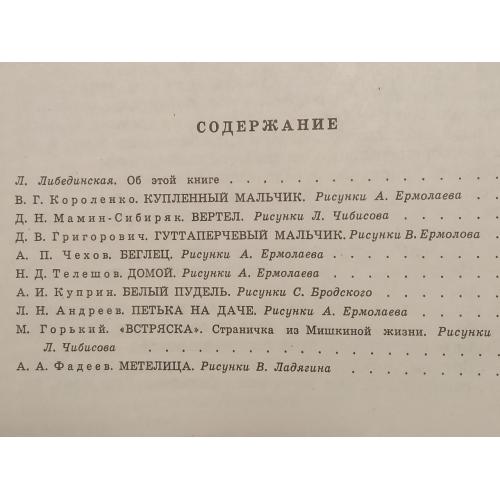 СОДЕРЖАНИЕ
Л. Либединская. Об этой книге . . . . . . . . . . . . . . .
В. Г. Короленко. КУПЛЕННЫЙ МАЛЬЧИК. Рисунки А. Ермолаева
Д. Н. Мамин-Сибиряк. ВЕРТЕЛ. Рисунки Л. Чибисова . . . . . .
Д. В. Григорович. ГУТТАПЕРЧЕВЫЙ МАЛЬЧИК. Рисунки В. Ермолова
А. П. Чехов. БЕГЛЕЦ. Рисунки А. Ермолаева . . . . . . . . .
Н. Д. Телешов. ДОМОЙ. Рисунки А. Ермолаева . . . . . . . . .
А. И. Куприн. БЕЛЫЙ ПУДЕЛЬ. Рисунки С. Бродского . . . . . .
Л. Н. Андреев. ПЕТЬКА НА ДАЧЕ. Рисунки А. Ермолаева . . . .
М. Горький. «ВСТРЯСКА». Страничка из Мишкиной жизни. Рисунки
Л. Чибисова . . . . . . . . . . . . . . . . . . .
А. А. Фадеев. МЕТЕЛИЦА. Рисунки В. Ладягина . . . . . . . .